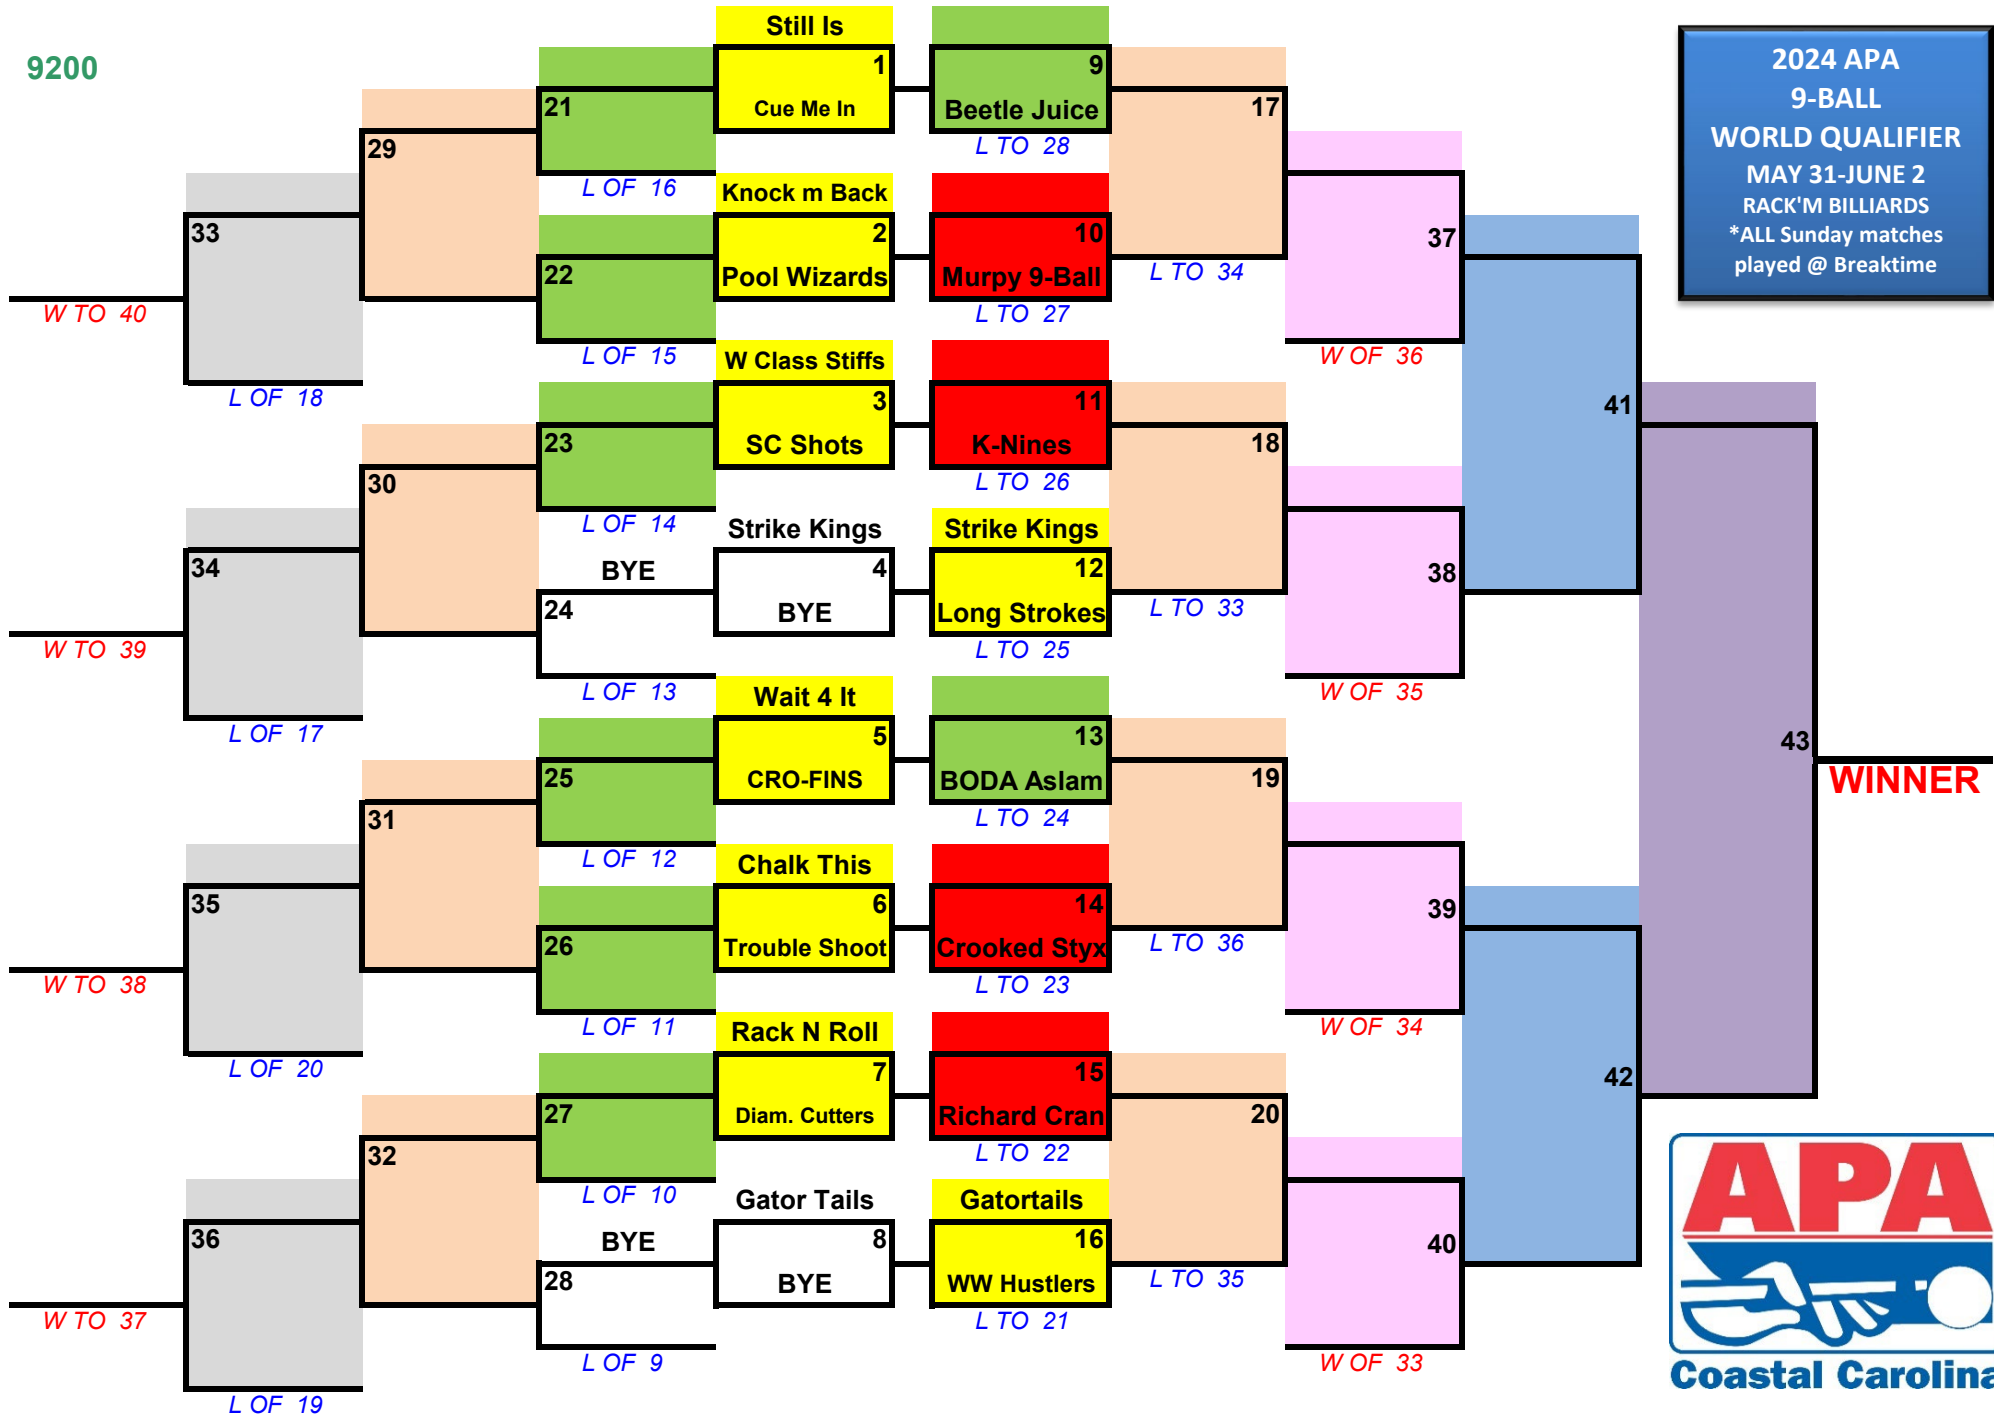 9200
Still Is
1
Cue Me In
9
Beetle Juice
L TO 28
21
L OF 16
17
29
Knock m Back
2
Pool Wizards
10
Murpy 9-Ball
L TO 27
22
L OF 15
L TO 34
33
W TO 40
L OF 18
37
W OF 36
2024 APA
9-BALL
WORLD QUALIFIER
MAY 31-JUNE 2
RACK'M BILLIARDS
*ALL Sunday matches
played @ Breaktime
W Class Stiffs
3
SC Shots
11
K-Nines
L TO 26
23
L OF 14
18
30
41
Strike Kings
4
BYE
Strike Kings
12
Long Strokes
L TO 25
BYE
24
L OF 13
L TO 33
34
W TO 39
L OF 17
38
W OF 35
Wait 4 It
5
CRO-FINS
13
BODA Aslam
L TO 24
25
L OF 12
19
31
43
WINNER
Chalk This
6
Trouble Shoot
14
Crooked Styx
L TO 23
26
L OF 11
L TO 36
35
W TO 38
L OF 20
39
W OF 34
Rack N Roll
7
Diam. Cutters
15
Richard Cran
L TO 22
27
L OF 10
20
32
42
Gator Tails
8
BYE
Gatortails
16
WW Hustlers
L TO 21
BYE
28
L OF 9
L TO 35
36
W TO 37
L OF 19
40
W OF 33
APA
Coastal Carolina